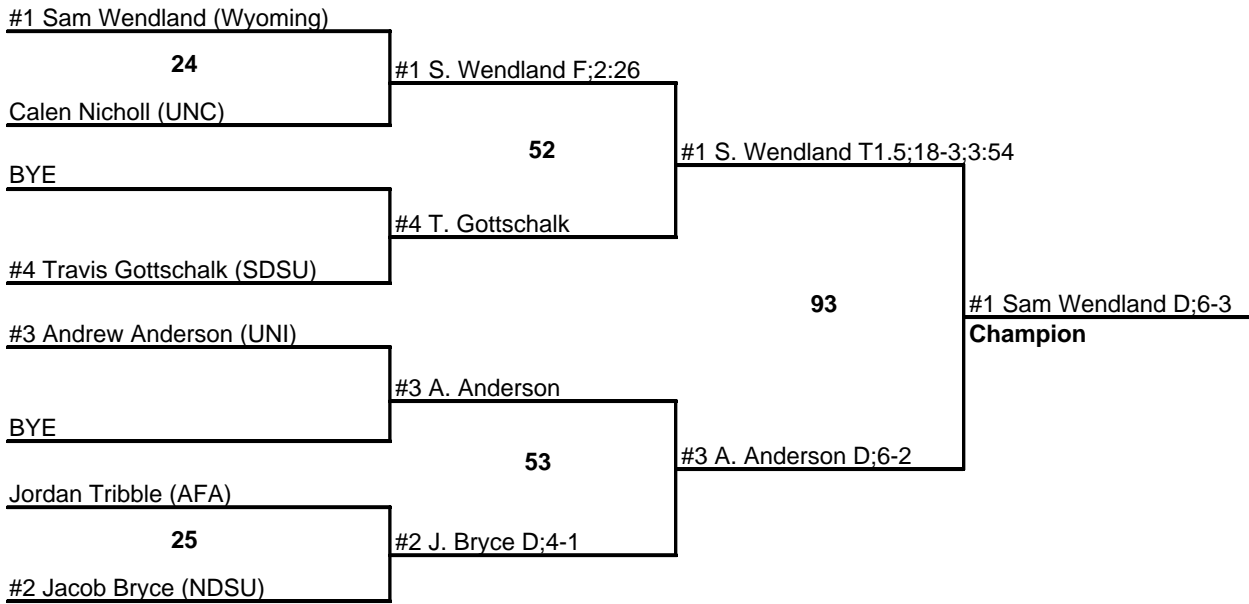 #1 Sam Wendland (Wyoming)
24
#1 S. Wendland F;2:26
Calen Nicholl (UNC)
52
#1 S. Wendland T1.5;18-3;3:54
BYE
#4 T. Gottschalk
#4 Travis Gottschalk (SDSU)
93
#1 Sam Wendland D;6-3
Champion
#3 Andrew Anderson (UNI)
#3 A. Anderson
BYE
53
#3 A. Anderson D;6-2
Jordan Tribble (AFA)
25
#2 J. Bryce D;4-1
#2 Jacob Bryce (NDSU)